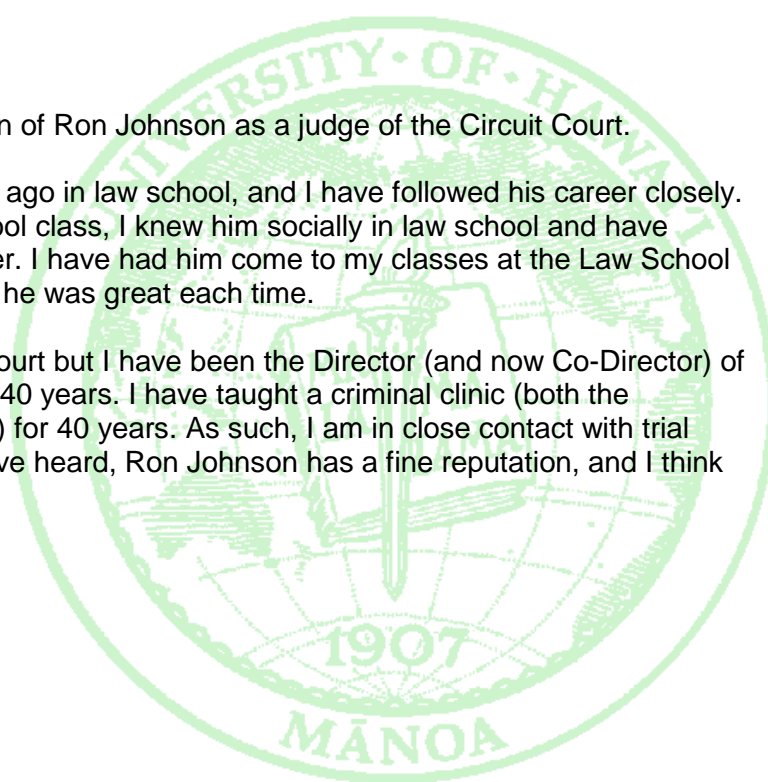 n of Ron Johnson as a judge of the Circuit Court.
ago in law school, and I have followed his career closely.
ool class, I knew him socially in law school and have
er. I have had him come to my classes at the Law School
he was great each time.
ourt but I have been the Director (and now Co-Director) of
40 years. I have taught a criminal clinic (both the
) for 40 years. As such, I am in close contact with trial
ve heard, Ron Johnson has a fine reputation, and I think
UNIVERSITY · OF · HAWAI‘I
1907
MĀNOA